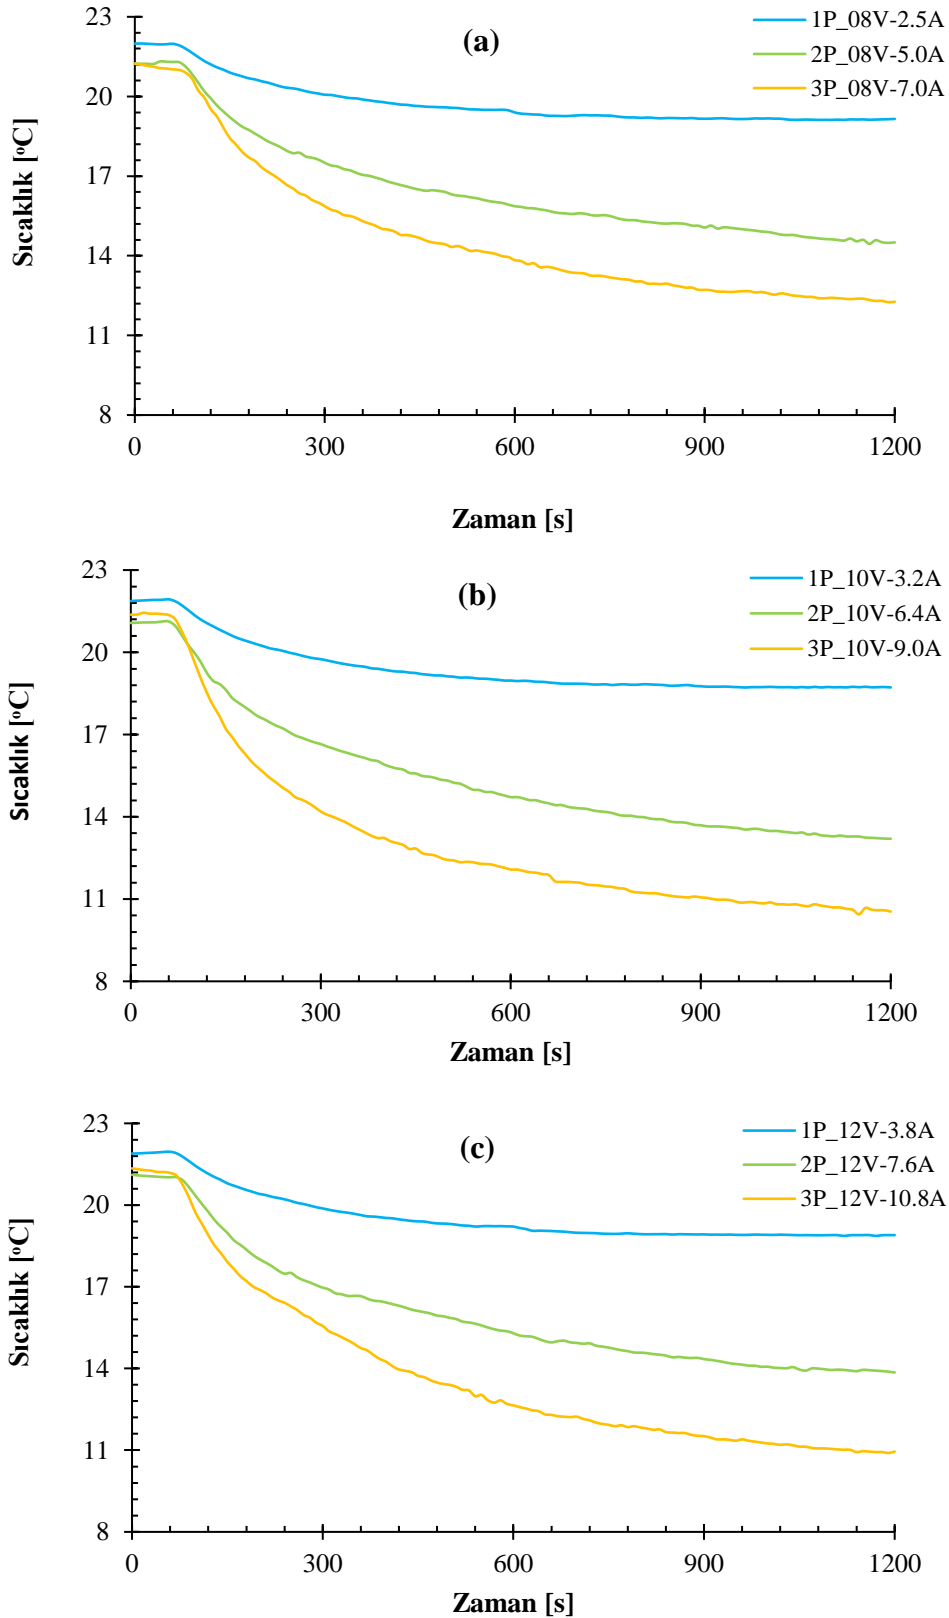 23
20
17
14
11
8
Sıcaklık [ºC]
(a)
1P_08V-2.5A
2P_08V-5.0A
3P_08V-7.0A
0 300 600 900 1200
Zaman [s]
23
20
17
14
11
8
Sıcaklık [ºC]
(b)
1P_10V-3.2A
2P_10V-6.4A
3P_10V-9.0A
0 300 600 900 1200
Zaman [s]
23
20
17
14
11
8
Sıcaklık [ºC]
(c)
1P_12V-3.8A
2P_12V-7.6A
3P_12V-10.8A
0 300 600 900 1200
Zaman [s]